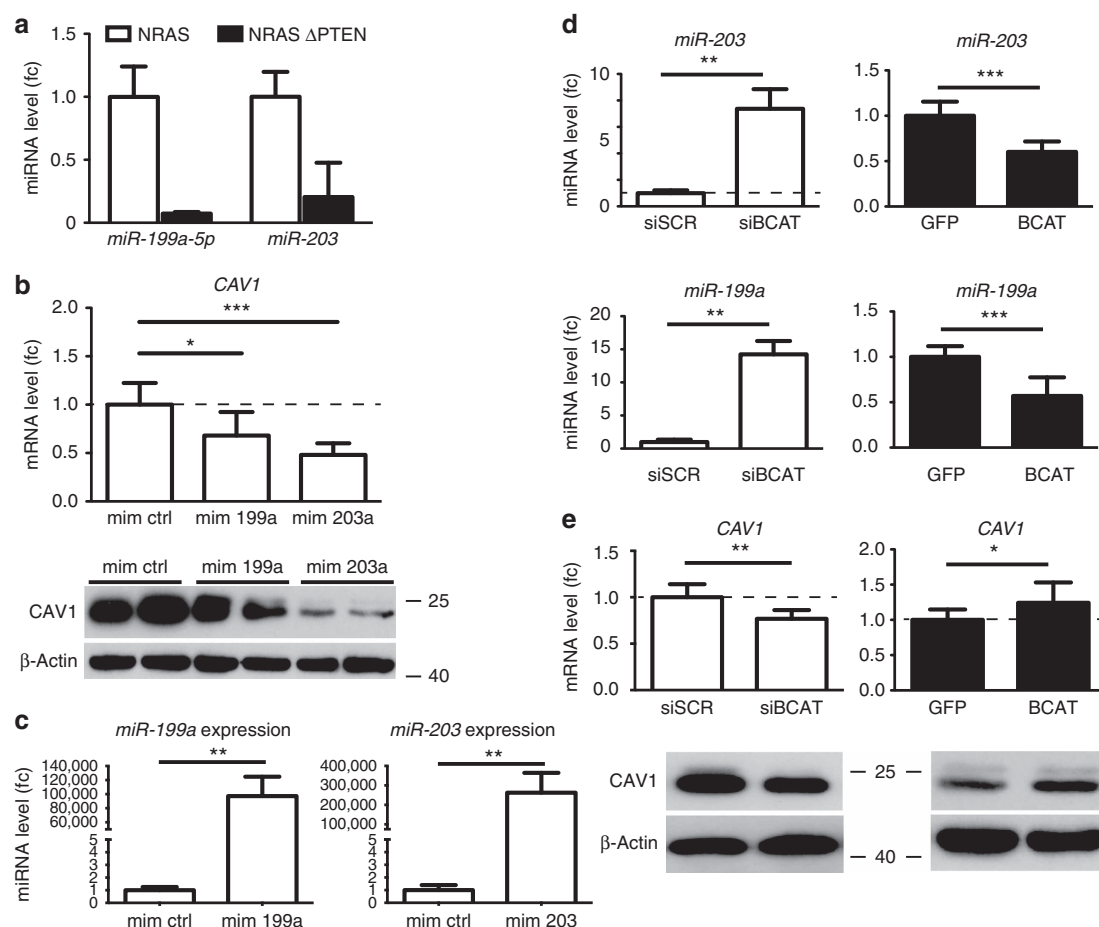 a
NRAS
NRAS ΔPTEN
miRNA level (fc)
1.5
1.0
0.5
0
miR-199a-5p
miR-203
b
CAV1
mRNA level (fc)
2.0
1.5
1.0
0.5
0.0
***
*
mim ctrl
mim 199a
mim 203a
mim ctrl
mim 199a
mim 203a
CAV1
25
β-Actin
40
c
miR-199a expression
miRNA level (fc)
140,000
120,000
100,000
80,000
60,000
5
4
3
2
1
0
**
mim ctrl
mim 199a
miR-203 expression
400,000
300,000
200,000
100,000
5
4
3
2
1
0
**
mim ctrl
mim 203
d
miR-203
miRNA level (fc)
10
8
6
4
2
0
**
siSCR
siBCAT
miR-203
1.5
1.0
0.5
0.0
***
GFP
BCAT
miR-199a
miRNA level (fc)
20
15
10
5
0
**
siSCR
siBCAT
miR-199a
1.5
1.0
0.5
0.0
***
GFP
BCAT
e
CAV1
mRNA level (fc)
1.5
1.0
0.5
0.0
**
siSCR
siBCAT
CAV1
2.0
1.5
1.0
0.5
0.0
*
GFP
BCAT
CAV1
25
β-Actin
40